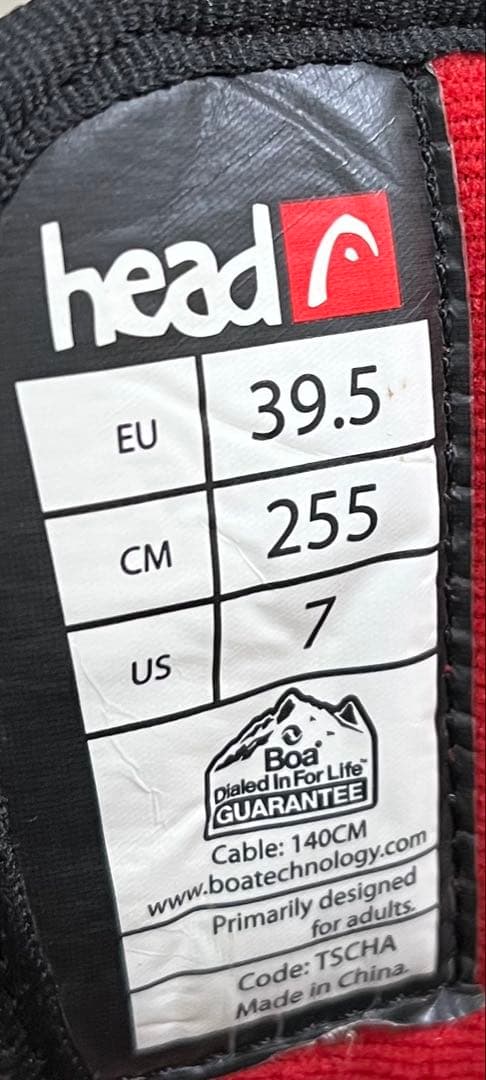 head
EU 39.5
CM 255
US 7
Boa®
Dialed In For Life™
GUARANTEE
Cable: 140CM
www.boatechnology.com
Primarily designed
for adults.
Code: TSCHA
Made in China.